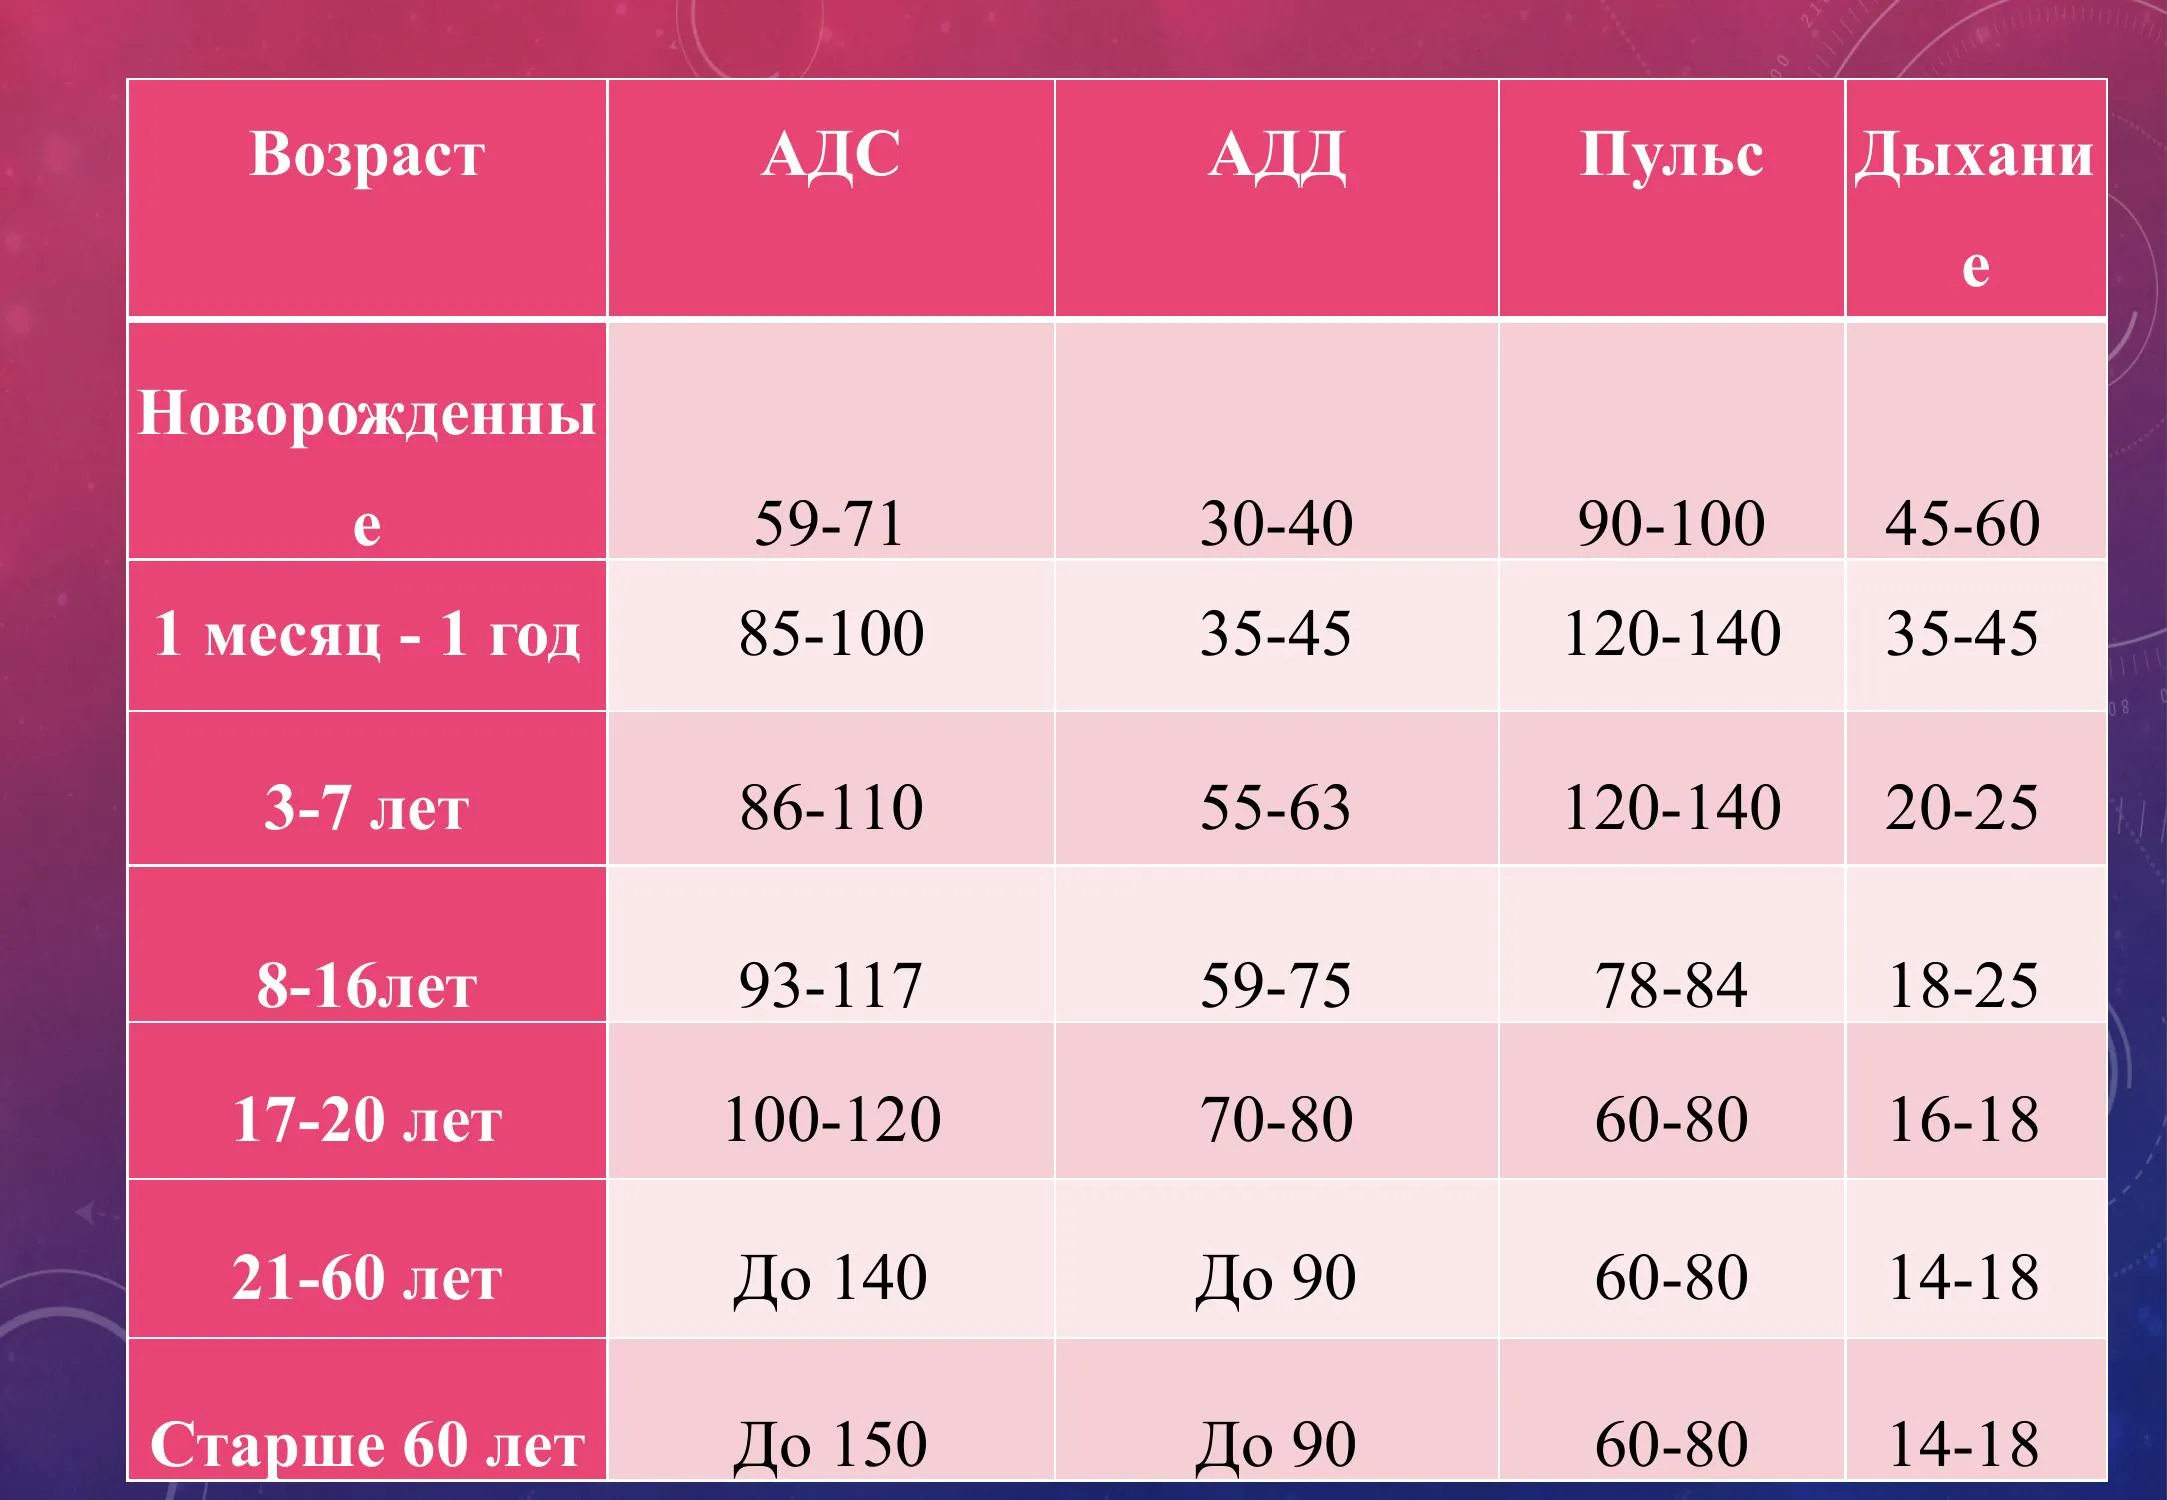 Возраст АДС АДД Пульс Дыхани
е
Новорожденны
е 59-71 30-40 90-100 45-60
1 месяц - 1 год 85-100 35-45 120-140 35-45
3-7 лет 86-110 55-63 120-140 20-25
8-16лет 93-117 59-75 78-84 18-25
17-20 лет 100-120 70-80 60-80 16-18
21-60 лет До 140 До 90 60-80 14-18
Старше 60 лет До 150 До 90 60-80 14-18